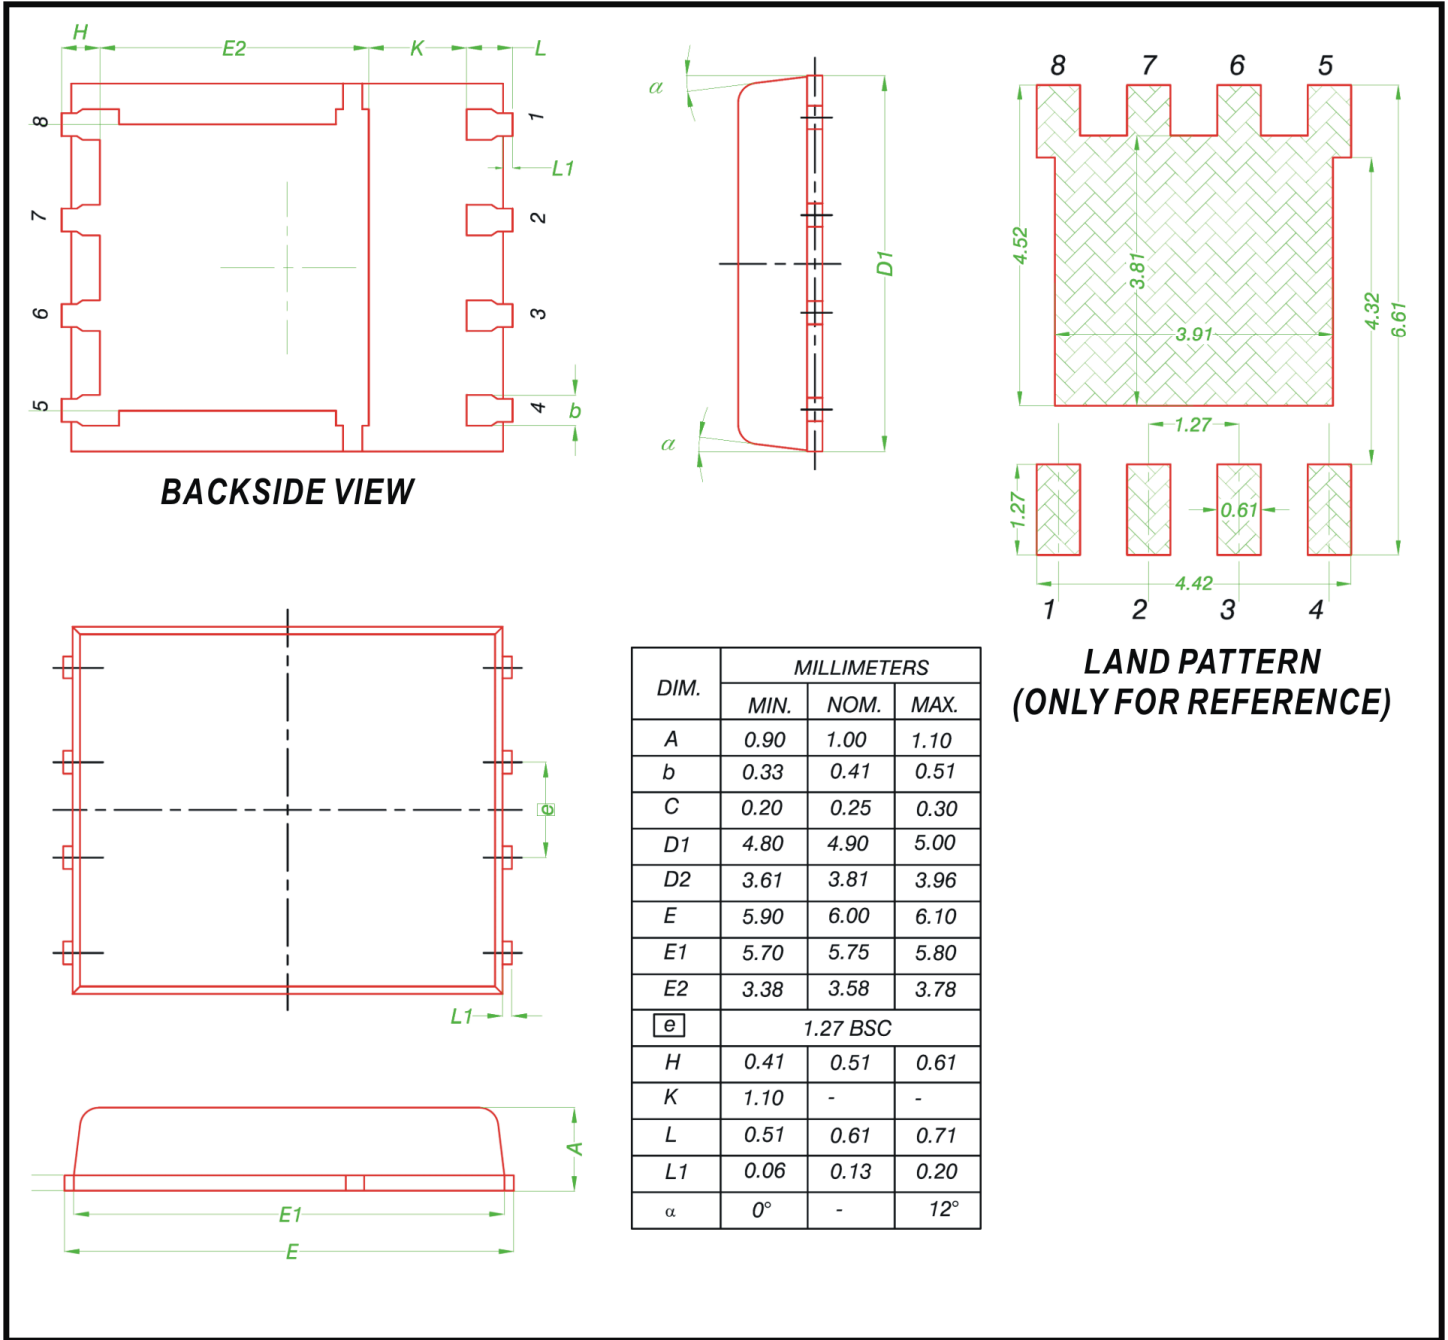 H
E2
K
L
8
7
6
5
1
2
3
4
L1
b
BACKSIDE VIEW
α
α
D1
8 7 6 5
4.52
3.81
3.91
4.32
6.61
1.27
1.27
0.61
4.42
1 2 3 4
LAND PATTERN
(ONLY FOR REFERENCE)
e
L1
A
E1
E
DIM. MILLIMETERS
MIN. NOM. MAX.
A 0.90 1.00 1.10
b 0.33 0.41 0.51
C 0.20 0.25 0.30
D1 4.80 4.90 5.00
D2 3.61 3.81 3.96
E 5.90 6.00 6.10
E1 5.70 5.75 5.80
E2 3.38 3.58 3.78
e 1.27 BSC
H 0.41 0.51 0.61
K 1.10 - -
L 0.51 0.61 0.71
L1 0.06 0.13 0.20
α 0° - 12°